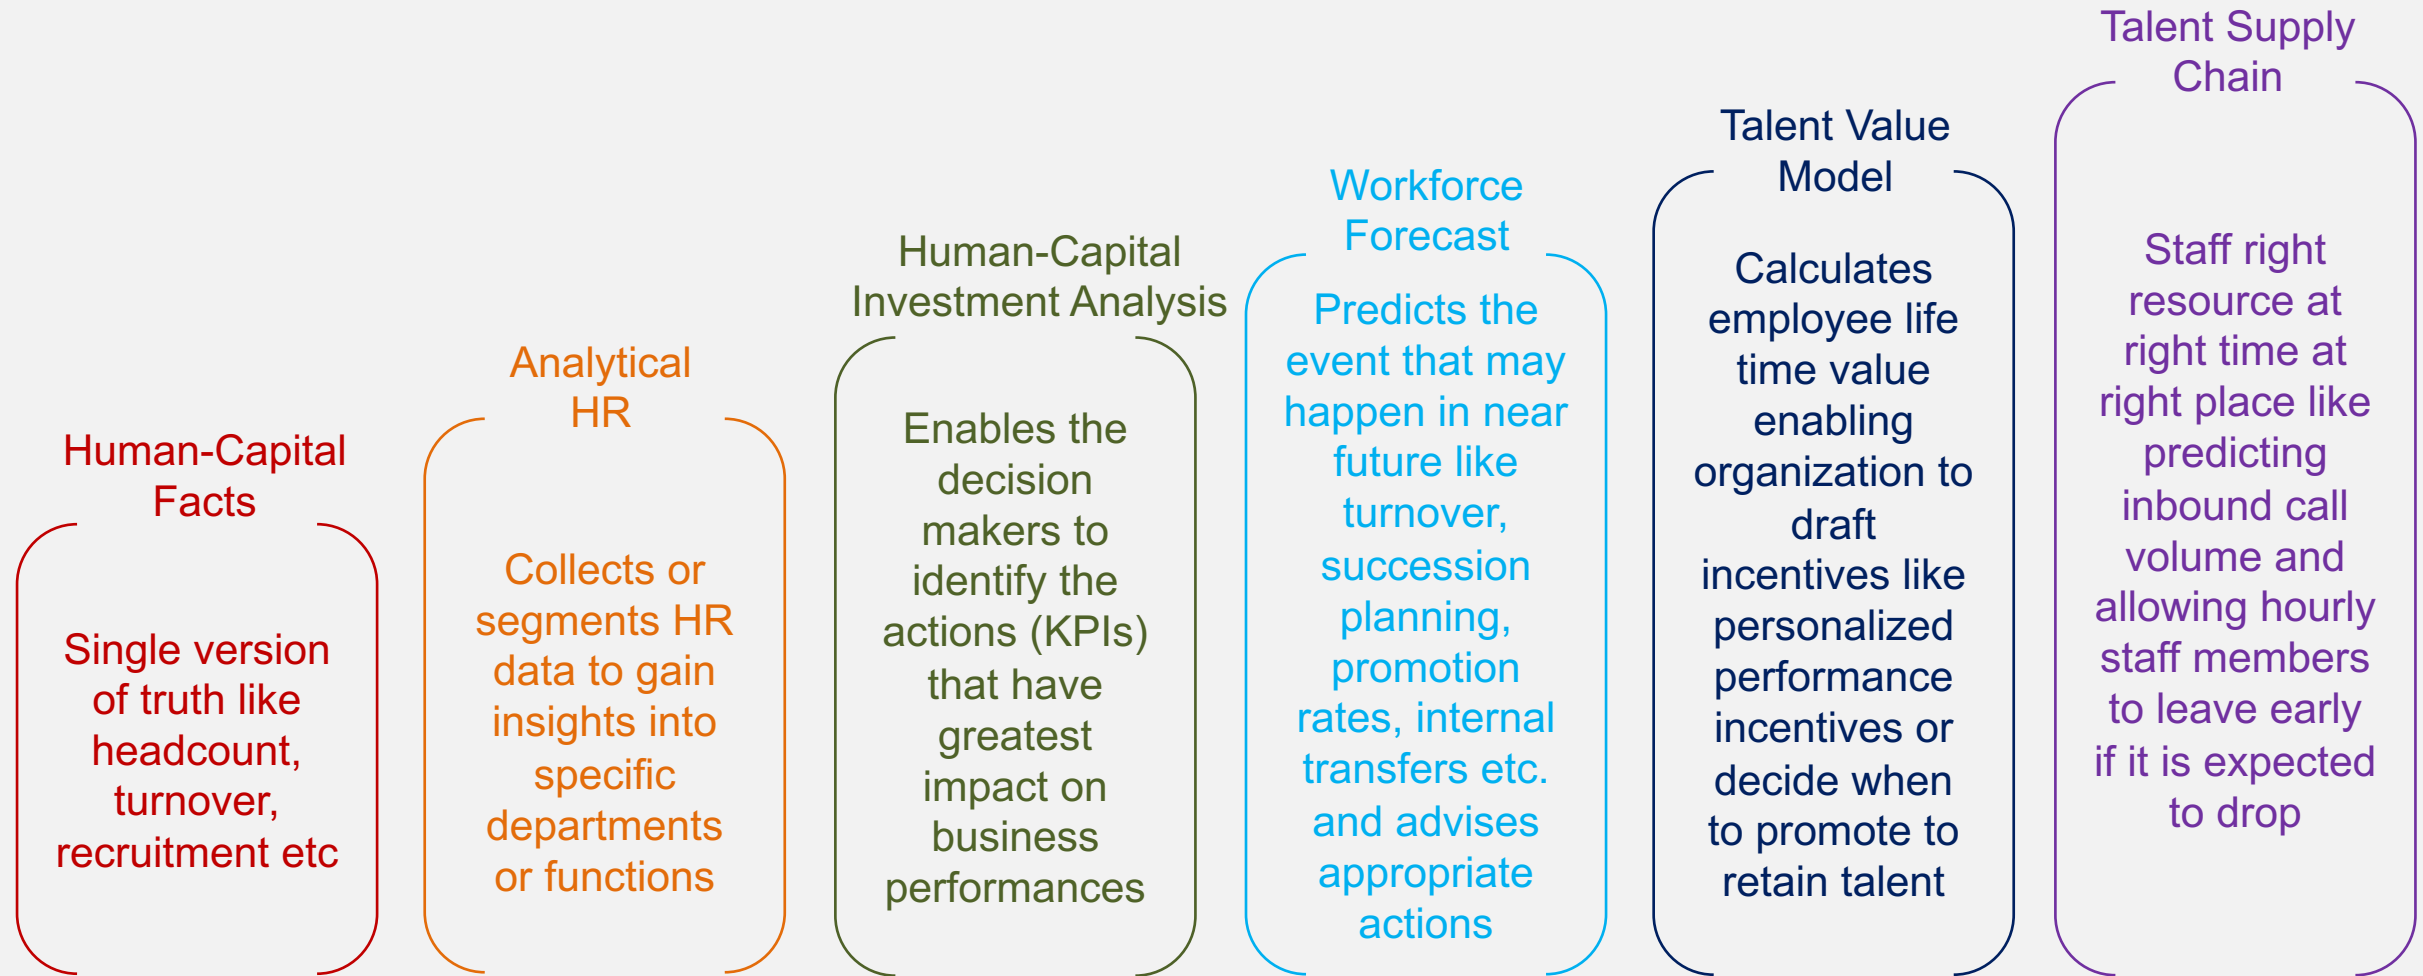 Human-Capital
Facts
Single version
of truth like
headcount,
turnover,
recruitment etc
Analytical
HR
Collects or
segments HR
data to gain
insights into
specific
departments
or functions
Human-Capital
Investment Analysis
Enables the
decision
makers to
identify the
actions (KPIs)
that have
greatest
impact on
business
performances
Workforce
Forecast
Predicts the
event that may
happen in near
future like
turnover,
succession
planning,
promotion
rates, internal
transfers etc.
and advises
appropriate
actions
Talent Value
Model
Calculates
employee life
time value
enabling
organization to
draft
incentives like
personalized
performance
incentives or
decide when
to promote to
retain talent
Talent Supply
Chain
Staff right
resource at
right time at
right place like
predicting
inbound call
volume and
allowing hourly
staff members
to leave early
if it is expected
to drop